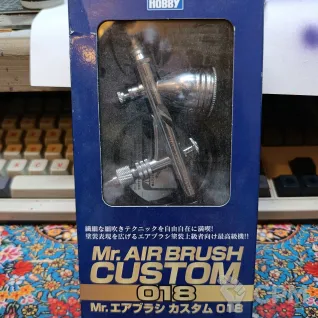 HOBBY
繊細な細吹きテクニックを自由自在に満喫!
塗装表現を広げるエアブラシ塗装上級者向け最高級機!!
Mr. AIR BRUSH
CUSTOM
018
Mr.エアブラシ カスタム 018